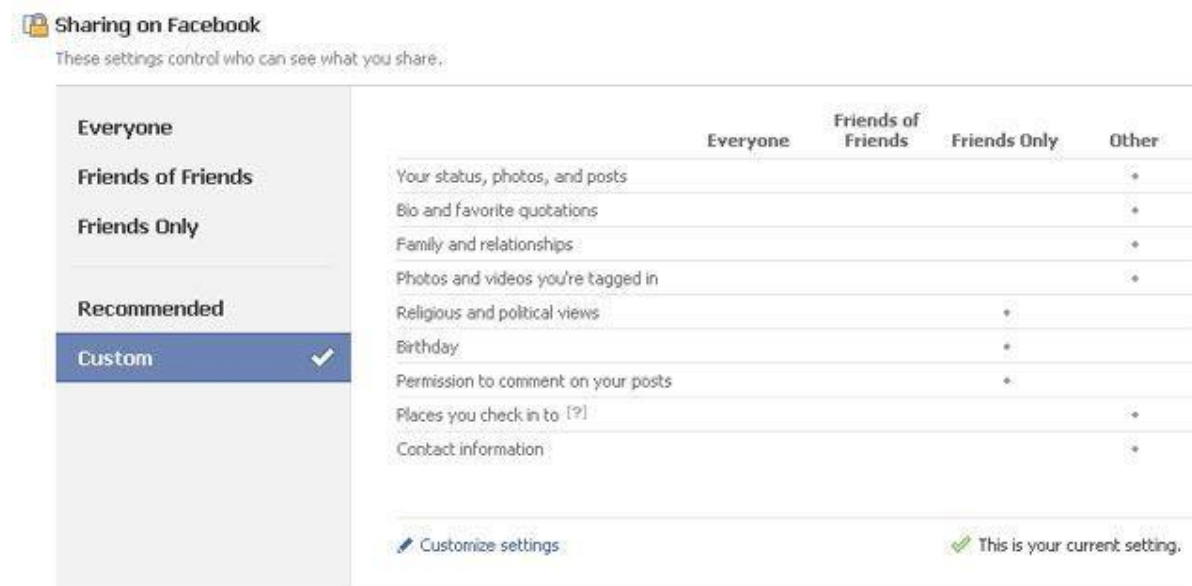 Sharing on Facebook
These settings control who can see what you share.
Everyone
Friends of Friends
Friends Only
Recommended
Custom
Everyone Friends of Friends Friends Only Other
Your status, photos, and posts
Bio and favorite quotations
Family and relationships
Photos and videos you're tagged in
Religious and political views
Birthday
Permission to comment on your posts
Places you check in to [?]
Contact information
Customize settings
This is your current setting.